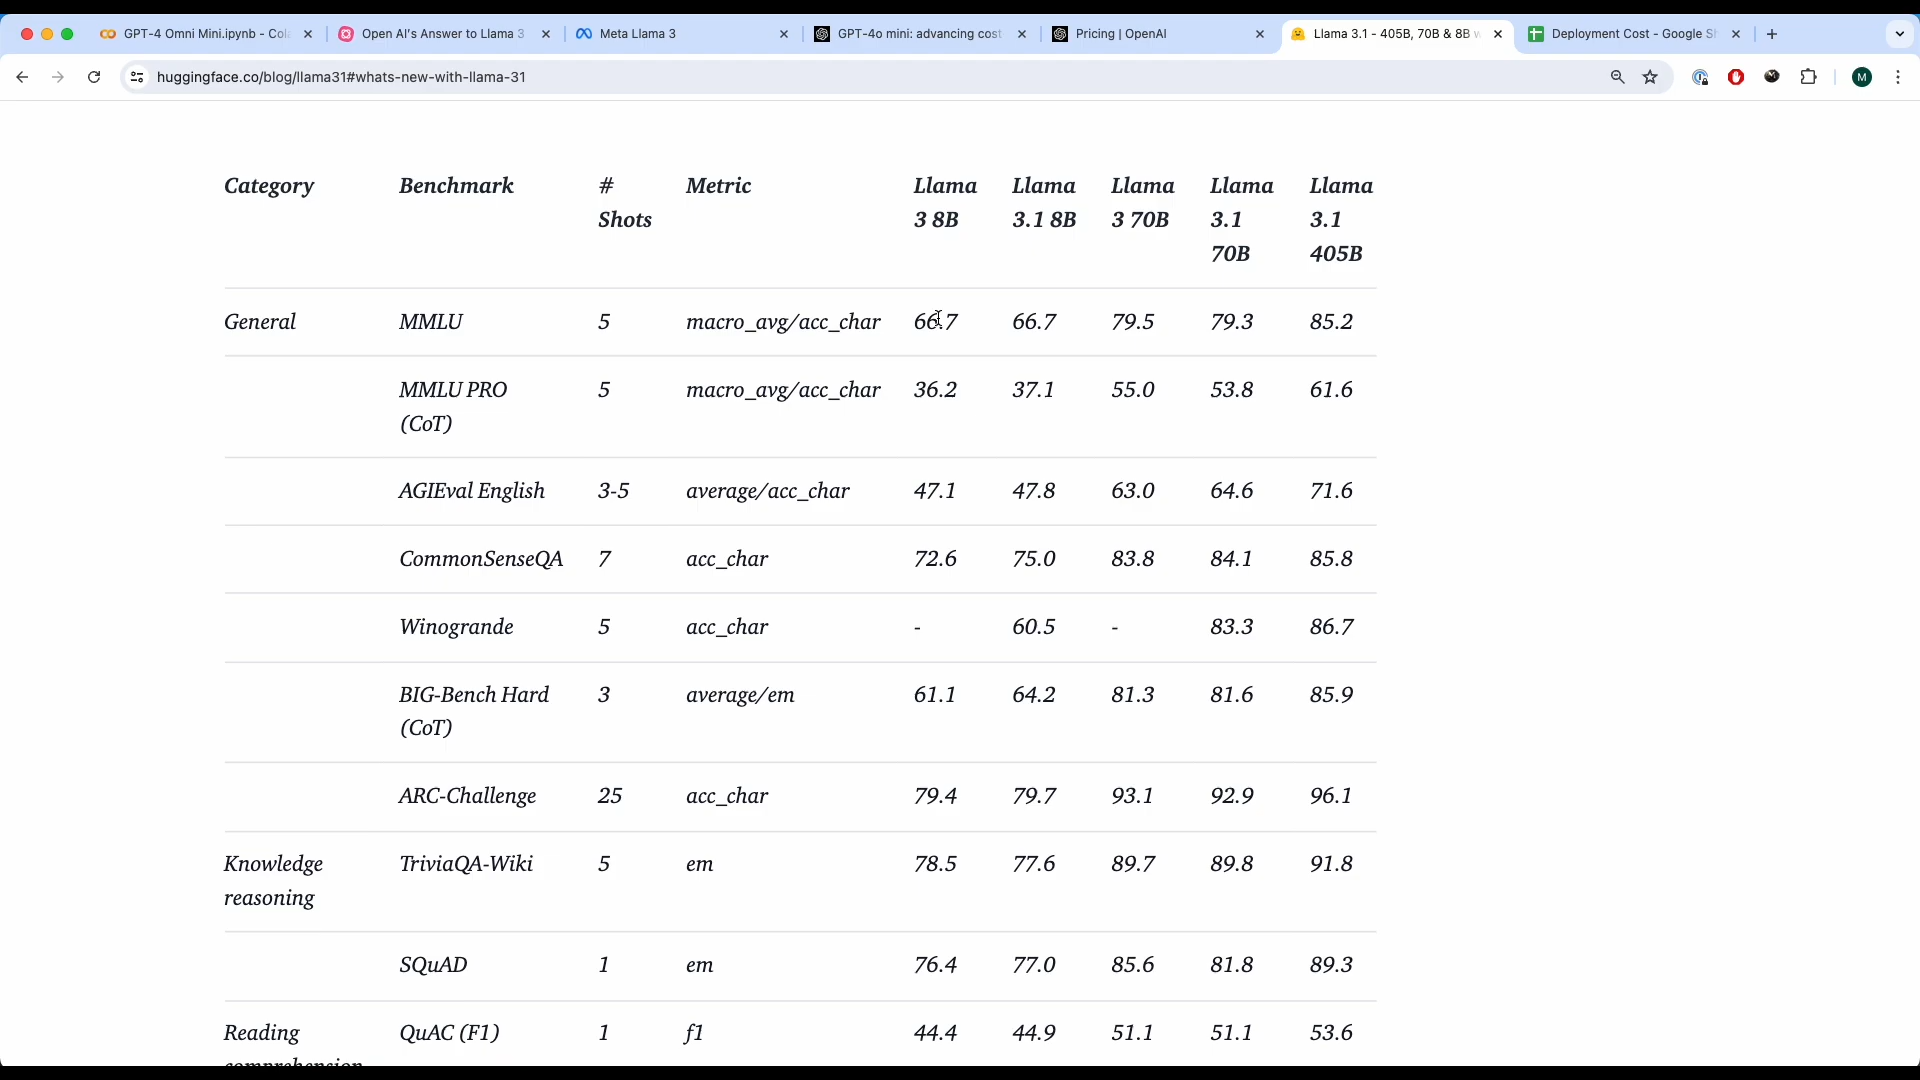 GPT-4 Omni Mini.ipynb - Col
Open AI's Answer to Llama 3
Meta Llama 3
GPT-4o mini: advancing cost
Pricing | OpenAI
Llama 3.1 - 405B, 70B & 8B w
Deployment Cost - Google Sh
huggingface.co/blog/llama31#whats-new-with-llama-31
M
Category Benchmark # Shots Metric Llama 3 8B Llama 3.1 8B Llama 3 70B Llama 3.1 70B Llama 3.1 405B
General MMLU 5 macro_avg/acc_char 66.7 66.7 79.5 79.3 85.2
MMLU PRO (CoT) 5 macro_avg/acc_char 36.2 37.1 55.0 53.8 61.6
AGIEval English 3-5 average/acc_char 47.1 47.8 63.0 64.6 71.6
CommonSenseQA 7 acc_char 72.6 75.0 83.8 84.1 85.8
Winogrande 5 acc_char - 60.5 - 83.3 86.7
BIG-Bench Hard (CoT) 3 average/em 61.1 64.2 81.3 81.6 85.9
ARC-Challenge 25 acc_char 79.4 79.7 93.1 92.9 96.1
Knowledge reasoning TriviaQA-Wiki 5 em 78.5 77.6 89.7 89.8 91.8
SQuAD 1 em 76.4 77.0 85.6 81.8 89.3
Reading comprehension QuAC (F1) 1 f1 44.4 44.9 51.1 51.1 53.6